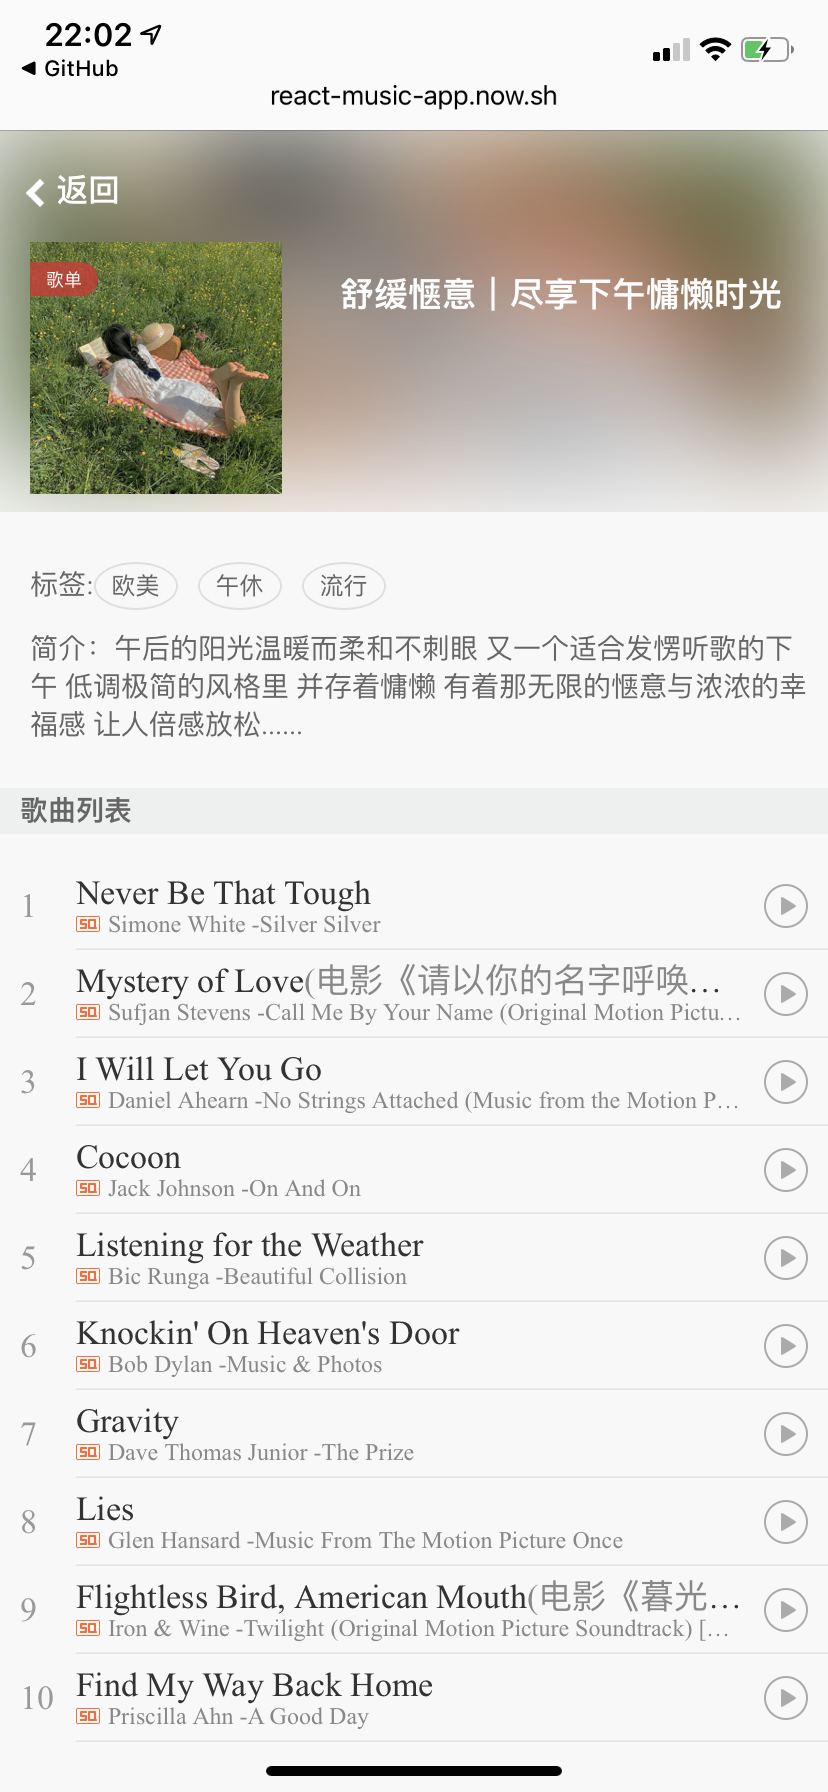 22:02
GitHub
react-music-app.now.sh
返回
歌单
舒缓惬意｜尽享下午慵懒时光
标签:
欧美
午休
流行
简介：午后的阳光温暖而柔和不刺眼 又一个适合发愣听歌的下
午 低调极简的风格里 并存着慵懒 有着那无限的惬意与浓浓的幸
福感 让人倍感放松......
歌曲列表
1
Never Be That Tough
SQ Simone White -Silver Silver
2
Mystery of Love(电影《请以你的名字呼唤...
SQ Sufjan Stevens -Call Me By Your Name (Original Motion Pictu...
3
I Will Let You Go
SQ Daniel Ahearn -No Strings Attached (Music from the Motion P...
4
Cocoon
SQ Jack Johnson -On And On
5
Listening for the Weather
SQ Bic Runga -Beautiful Collision
6
Knockin' On Heaven's Door
SQ Bob Dylan -Music & Photos
7
Gravity
SQ Dave Thomas Junior -The Prize
8
Lies
SQ Glen Hansard -Music From The Motion Picture Once
9
Flightless Bird, American Mouth(电影《暮光...
SQ Iron & Wine -Twilight (Original Motion Picture Soundtrack) [...
10
Find My Way Back Home
SQ Priscilla Ahn -A Good Day